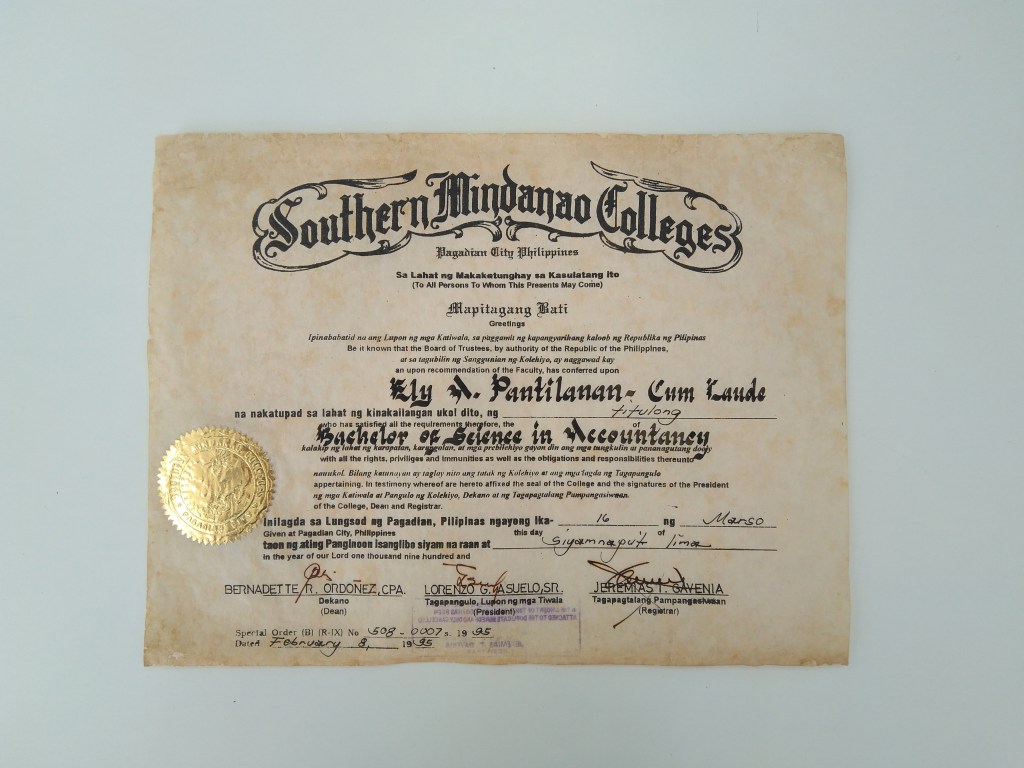 Southern Mindanao Colleges
Pagadian City Philippines
Sa Lahat ng Makaketunghay sa Kasulatang ito
(To All Persons To Whom This Presents May Come)
Mapitagang Bati
Greetings
Ipinababatid na ang Lupon ng mga Katiwala, sa paggamit ng kapangyarihang kaloob ng Republika ng Pilipinas
Be it known that the Board of Trustees, by authority of the Republic of the Philippines,
at sa tagubilin ng Sanggunian ng Kolehiyo, ay naggawad kay
an upon recommendation of the Faculty, has conferred upon
Ely A. Pantilanan - Cum Laude
na nakatupad sa lahat ng kinakailangan ukol dito, ng titulong
who has satisfied all the requirements therefore, the of
Bachelor of Science in Accountancy
kalakip ng lahat ng karapatan, karangalan, at mga prebilehiyo gayon din ang mga tungkulin at pananagutang dooy
with all the rights, priviliges and immunities as well as the obligations and responsibilities thereunto
nauukol. Bilang katunayan ay taglay nito ang tatak ng Kolehiyo at ang mga lagda ng Tagapangulo
appertaining. In testimony whereof are hereto affixed the seal of the College and the signatures of the President
ng mga Katiwala at Pangulo ng Kolehiyo, Dekano at ng Tagapagtalang Pampangasiwaan.
of the College, Dean and Registrar.
Inilagda sa Lungsod ng Pagadian, Pilipinas ngayong Ika- 16 ng Marso
Given at Pagadian City, Philippines this day of
taon ng ating Panginoon isanglibo siyam na raan at siyamnapu't lima
in the year of our Lord one thousand nine hundred and
BERNADETTE R. ORDOÑEZ, CPA. LORENZO G. ASUELO, SR. JEREMIAS T. GAYENIA
Dekano Tagapangulo, Lupon ng mga Tiwala Tagapagtalang Pampangasiwaan
(Dean) (President) (Registrar)
Special Order (B) (R-IX) No 508-0007 s. 1995
Dated February 8, 1995